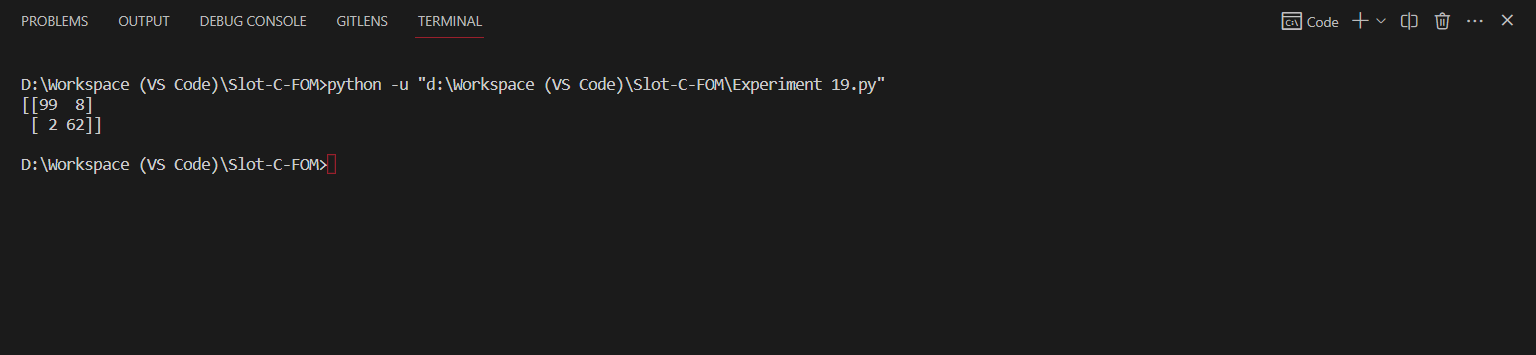 PROBLEMS OUTPUT DEBUG CONSOLE GITLENS TERMINAL Code
D:\Workspace (VS Code)\Slot-C-FOM>python -u "d:\Workspace (VS Code)\Slot-C-FOM\Experiment 19.py"
[[99  8]
 [ 2 62]]
D:\Workspace (VS Code)\Slot-C-FOM>